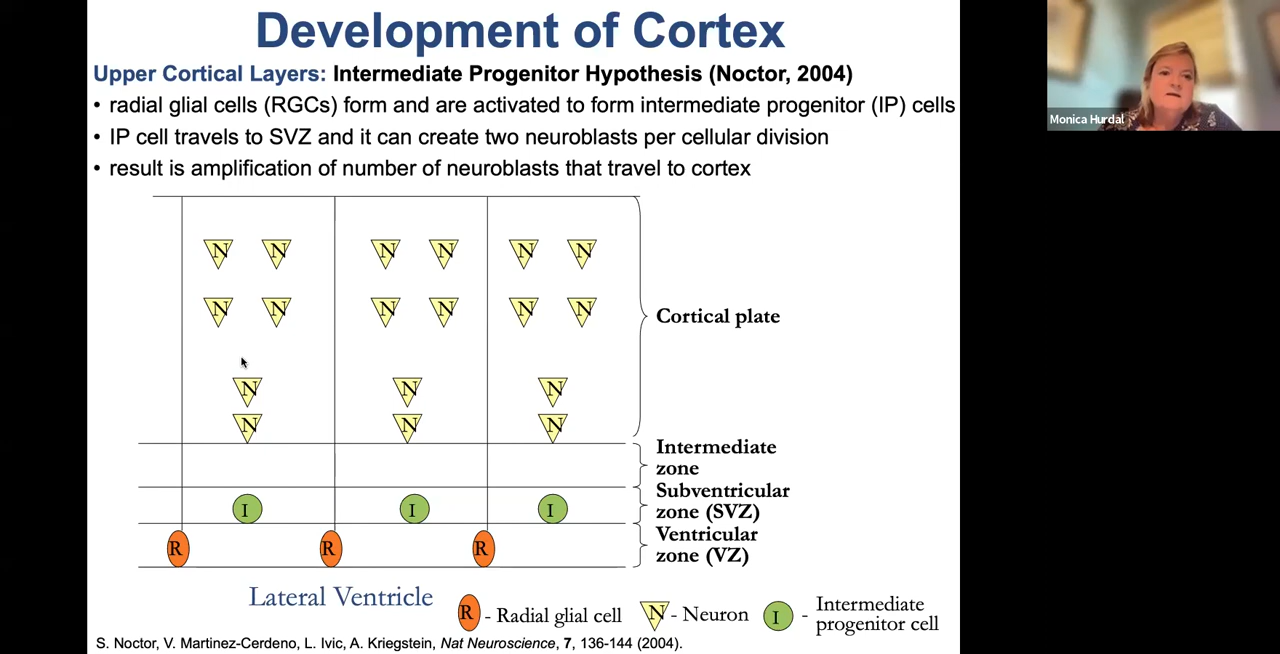 Development of Cortex
Upper Cortical Layers: Intermediate Progenitor Hypothesis (Noctor, 2004)
• radial glial cells (RGCs) form and are activated to form intermediate progenitor (IP) cells
• IP cell travels to SVZ and it can create two neuroblasts per cellular division
• result is amplification of number of neuroblasts that travel to cortex
Monica Hurdal
N N N N N N
N N N N N N
Cortical plate
N N N
N N N
Intermediate
zone
I I I
Subventricular
zone (SVZ)
R R R
Ventricular
zone (VZ)
Lateral Ventricle
R - Radial glial cell
N - Neuron
I - Intermediate
progenitor cell
S. Noctor, V. Martinez-Cerdeno, L. Ivic, A. Kriegstein, Nat Neuroscience, 7, 136-144 (2004).